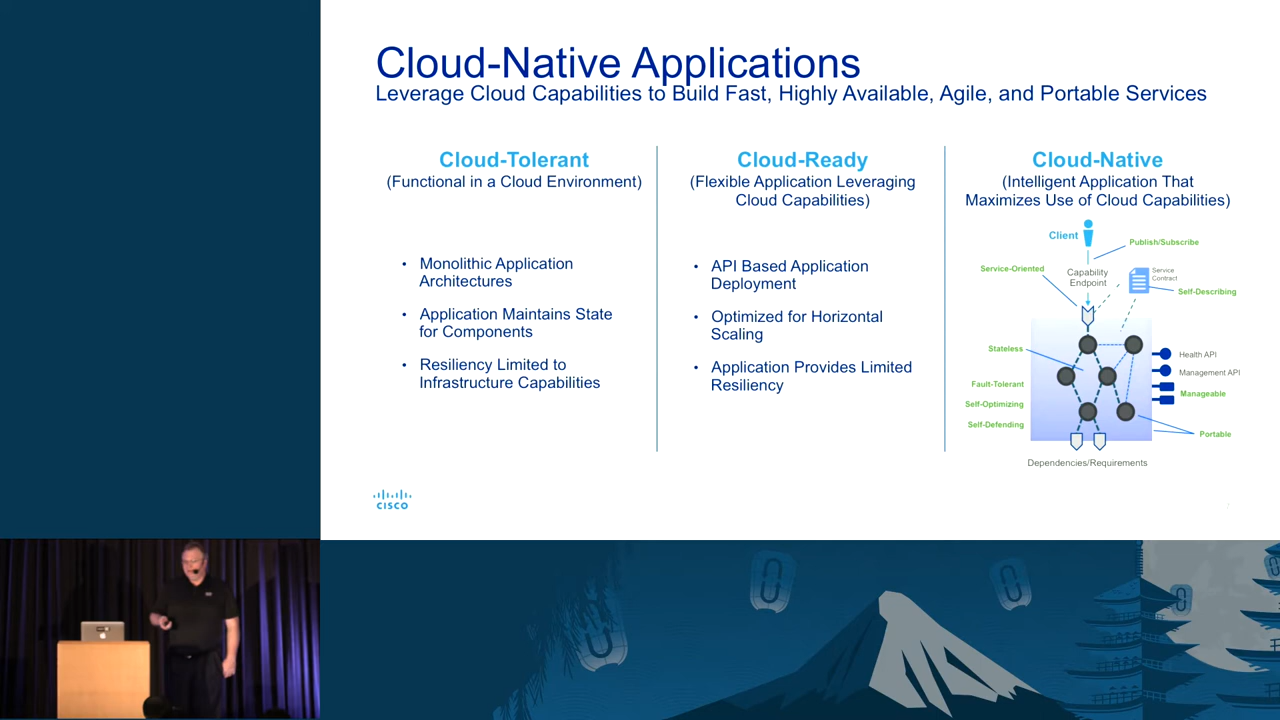 Cloud-Native Applications
Leverage Cloud Capabilities to Build Fast, Highly Available, Agile, and Portable Services
Cloud-Tolerant
(Functional in a Cloud Environment)
• Monolithic Application
Architectures
• Application Maintains State
for Components
• Resiliency Limited to
Infrastructure Capabilities
Cloud-Ready
(Flexible Application Leveraging
Cloud Capabilities)
• API Based Application
Deployment
• Optimized for Horizontal
Scaling
• Application Provides Limited
Resiliency
Cloud-Native
(Intelligent Application That
Maximizes Use of Cloud Capabilities)
Client
Publish/Subscribe
Service-Oriented
Capability
Endpoint
Service
Contract
Self-Describing
Stateless
Health API
Management API
Fault-Tolerant
Manageable
Self-Optimizing
Self-Defending
Portable
Dependencies/Requirements
CISCO